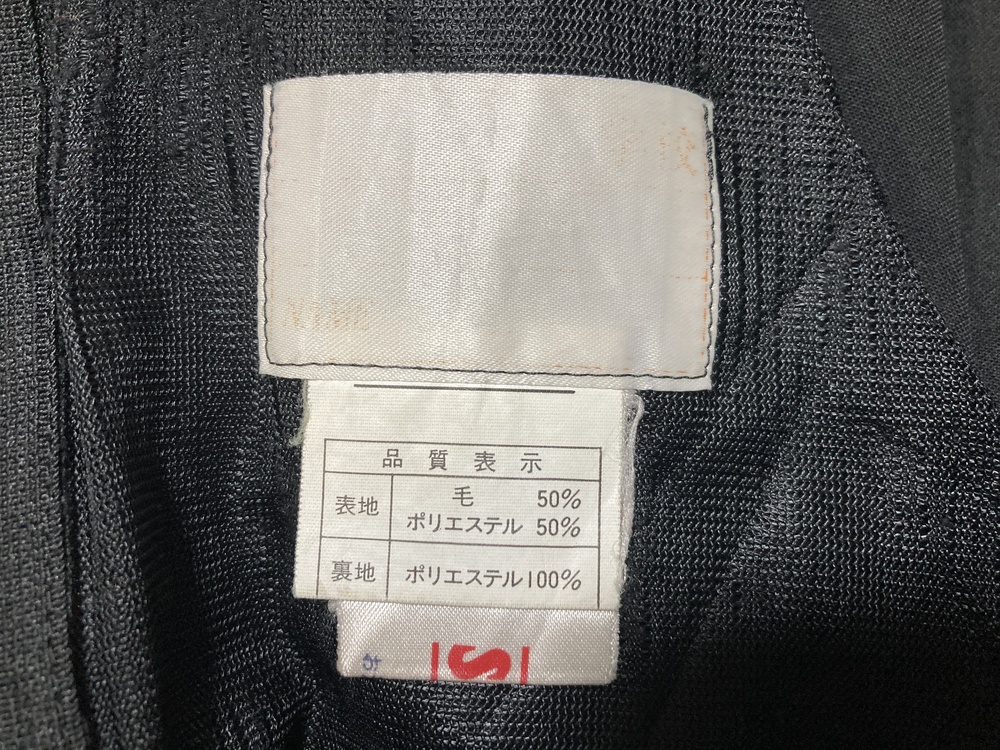 品質表示
表地 毛 50%
ポリエステル 50%
裏地 ポリエステル100%
S